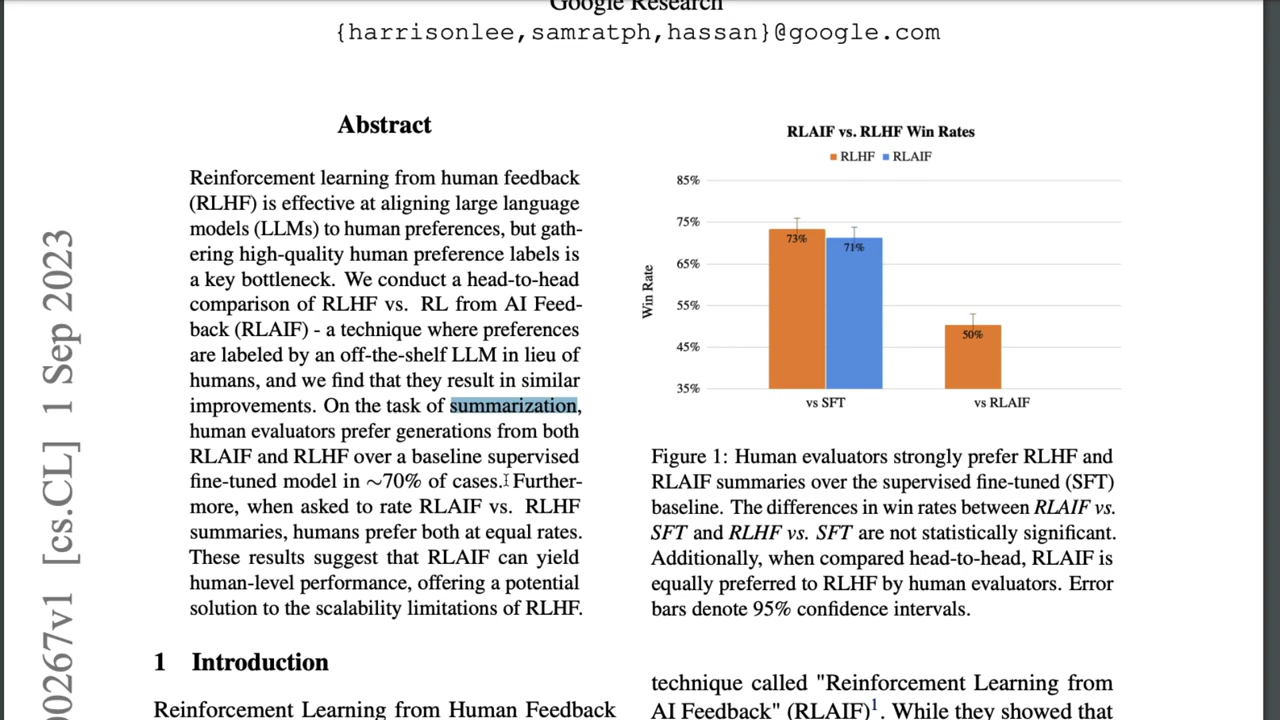 Google Research
{harrisonlee,samratph,hassan}@google.com
00267v1 [cs.CL] 1 Sep 2023
Abstract
Reinforcement learning from human feedback
(RLHF) is effective at aligning large language
models (LLMs) to human preferences, but gath-
ering high-quality human preference labels is
a key bottleneck. We conduct a head-to-head
comparison of RLHF vs. RL from AI Feed-
back (RLAIF) - a technique where preferences
are labeled by an off-the-shelf LLM in lieu of
humans, and we find that they result in similar
improvements. On the task of summarization,
human evaluators prefer generations from both
RLAIF and RLHF over a baseline supervised
fine-tuned model in ~70% of cases. Further-
more, when asked to rate RLAIF vs. RLHF
summaries, humans prefer both at equal rates.
These results suggest that RLAIF can yield
human-level performance, offering a potential
solution to the scalability limitations of RLHF.
1 Introduction
Reinforcement Learning from Human Feedback
RLAIF vs. RLHF Win Rates
RLHF RLAIF
85%
75%
65%
55%
45%
35%
Win Rate
73%
71%
50%
vs SFT
vs RLAIF
Figure 1: Human evaluators strongly prefer RLHF and
RLAIF summaries over the supervised fine-tuned (SFT)
baseline. The differences in win rates between RLAIF vs.
SFT and RLHF vs. SFT are not statistically significant.
Additionally, when compared head-to-head, RLAIF is
equally preferred to RLHF by human evaluators. Error
bars denote 95% confidence intervals.
technique called "Reinforcement Learning from
AI Feedback" (RLAIF)1. While they showed that